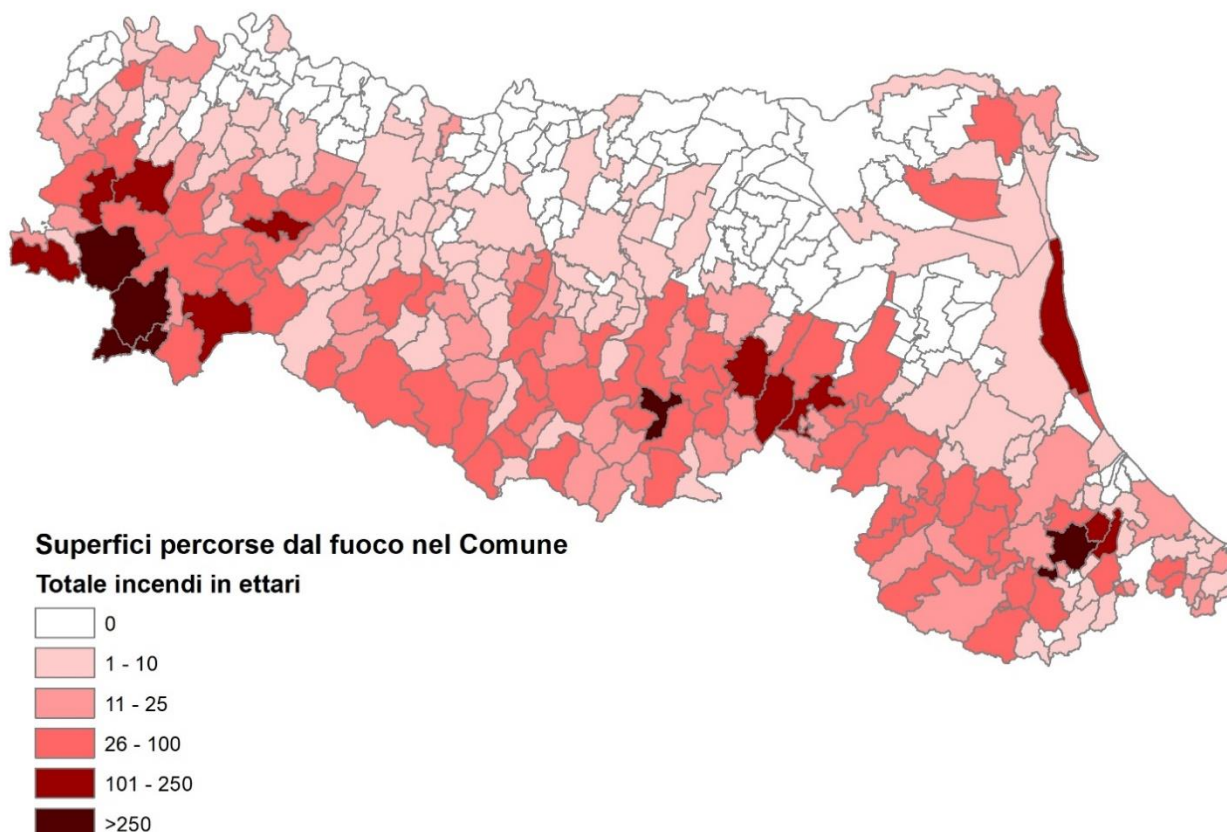 Superfici percorse dal fuoco nel Comune
Totale incendi in ettari
0
1 - 10
11 - 25
26 - 100
101 - 250
>250